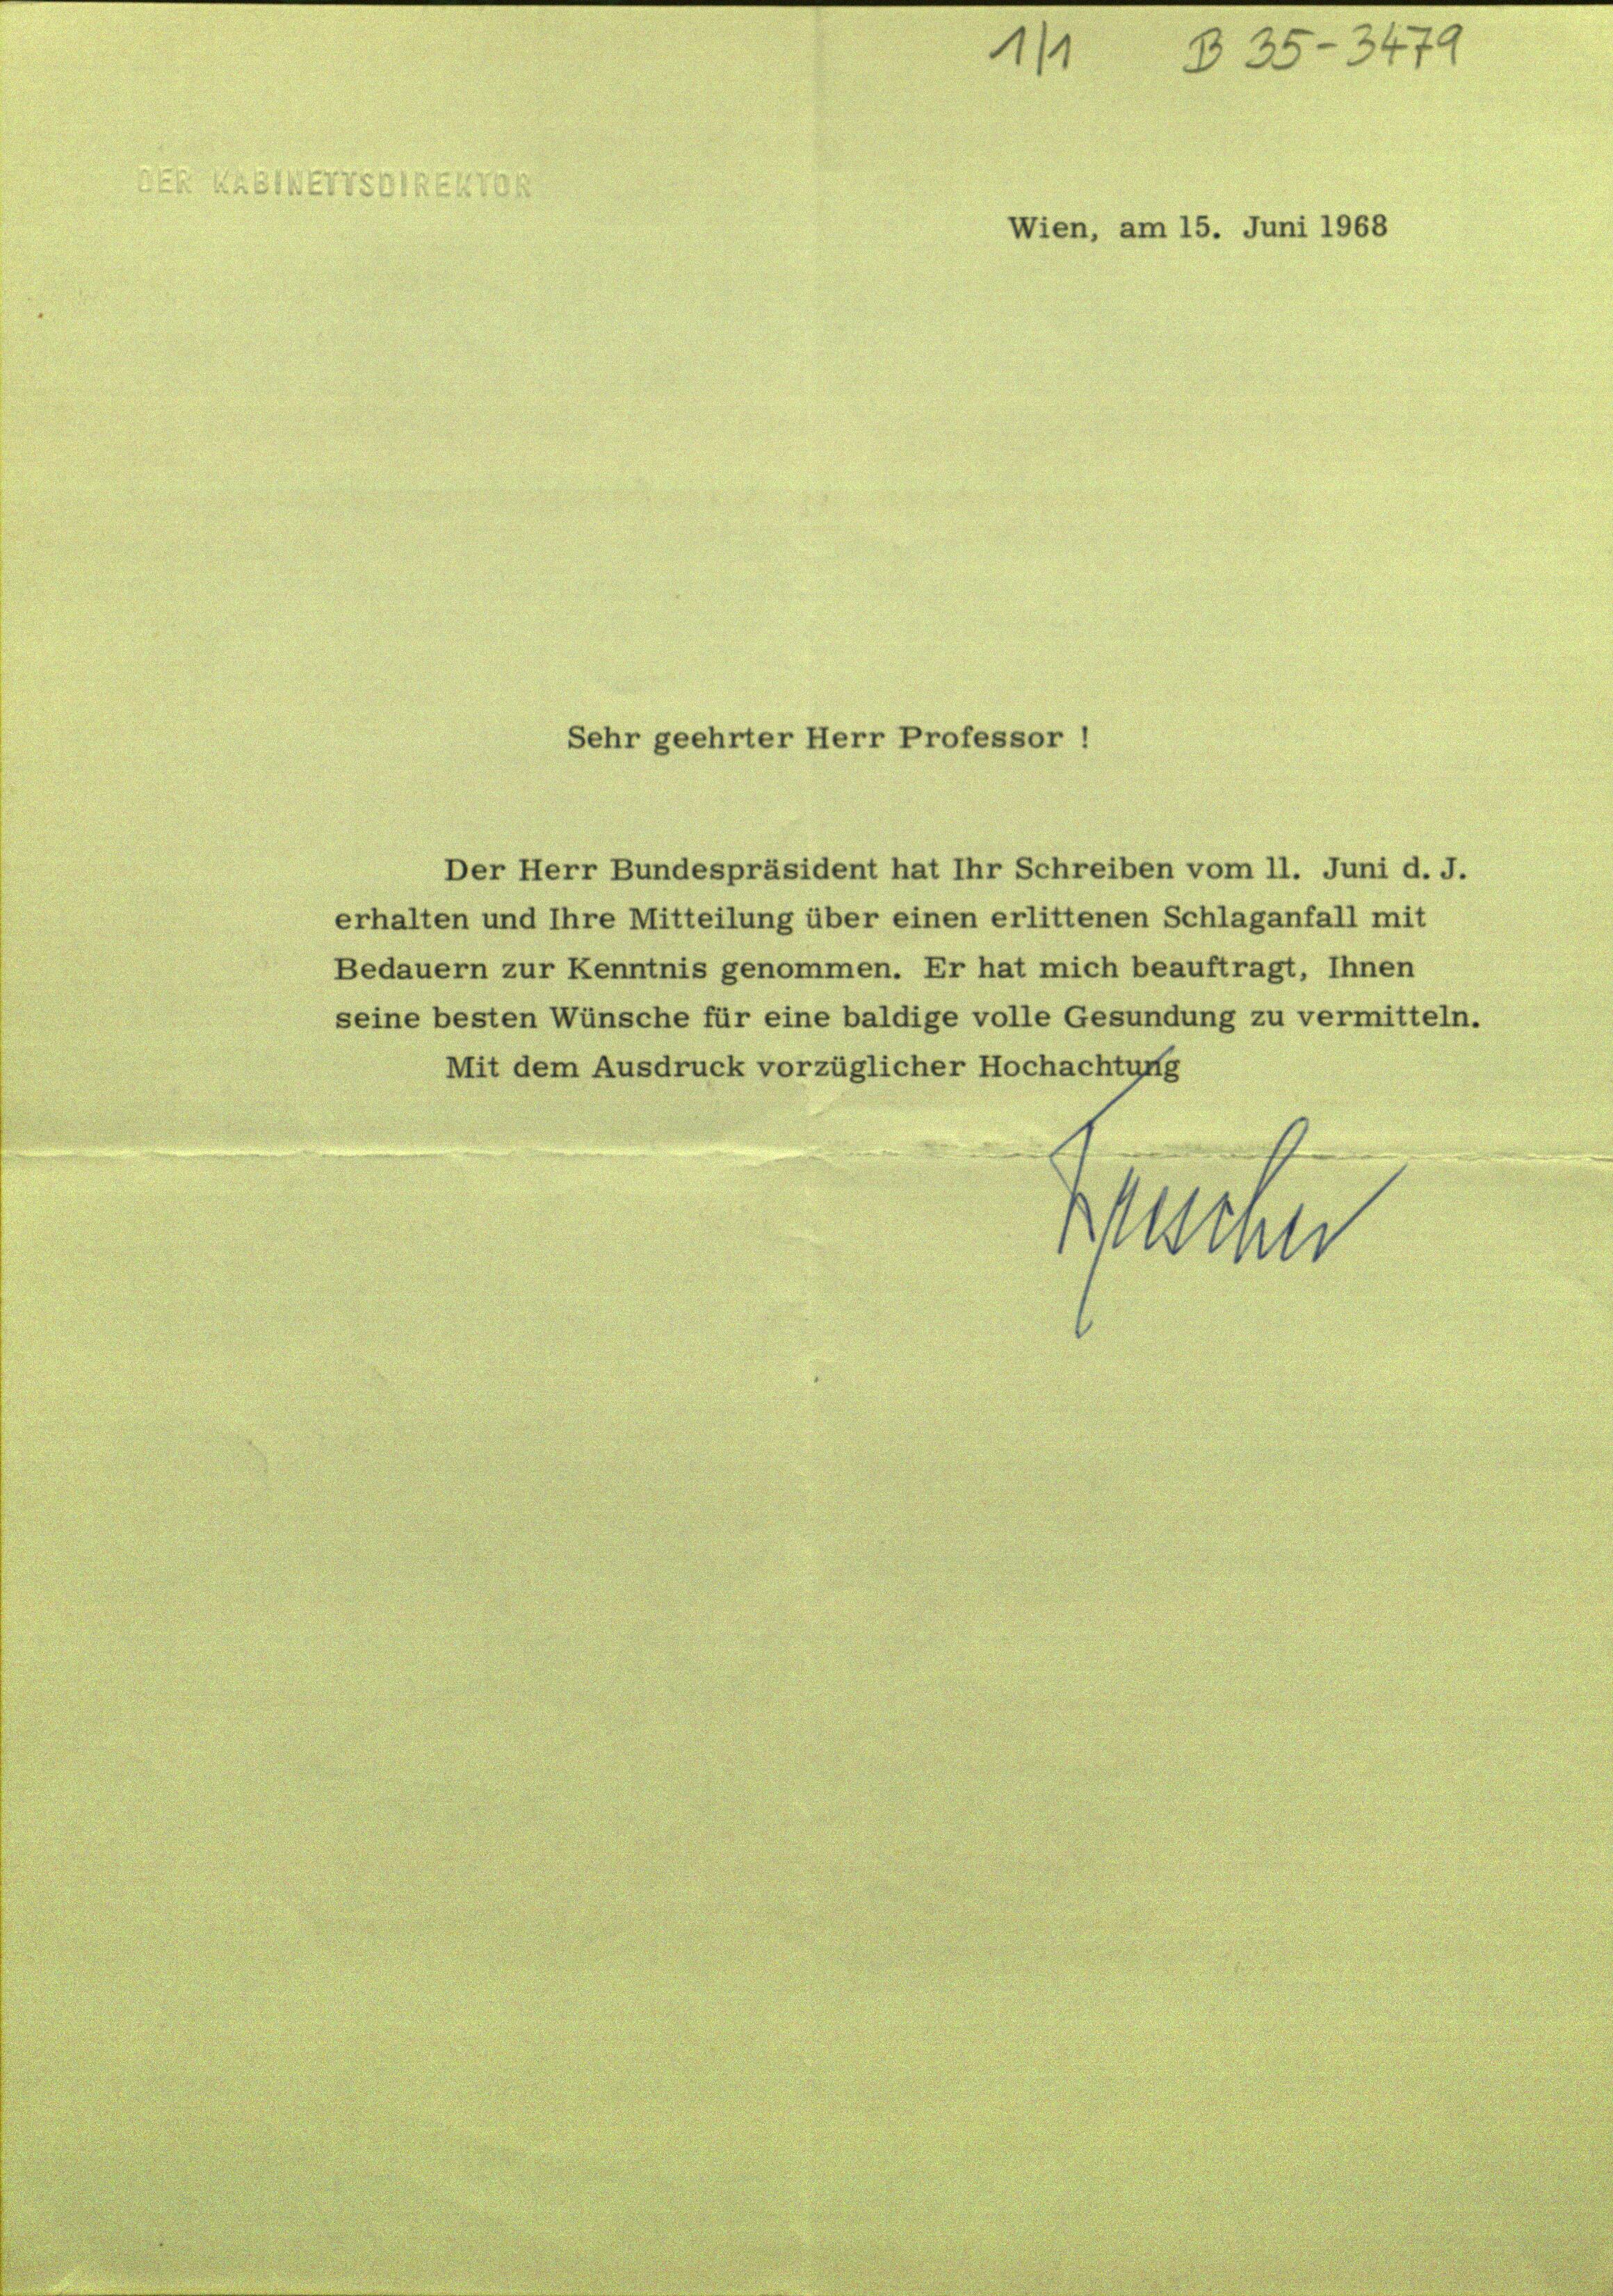 1/1 B 35-3479
DER KABINETTSDIREKTOR
Wien, am 15. Juni 1968
Sehr geehrter Herr Professor !
Der Herr Bundespräsident hat Ihr Schreiben vom 11. Juni d. J.
erhalten und Ihre Mitteilung über einen erlittenen Schlaganfall mit
Bedauern zur Kenntnis genommen. Er hat mich beauftragt, Ihnen
seine besten Wünsche für eine baldige volle Gesundung zu vermitteln.
Mit dem Ausdruck vorzüglicher Hochachtung